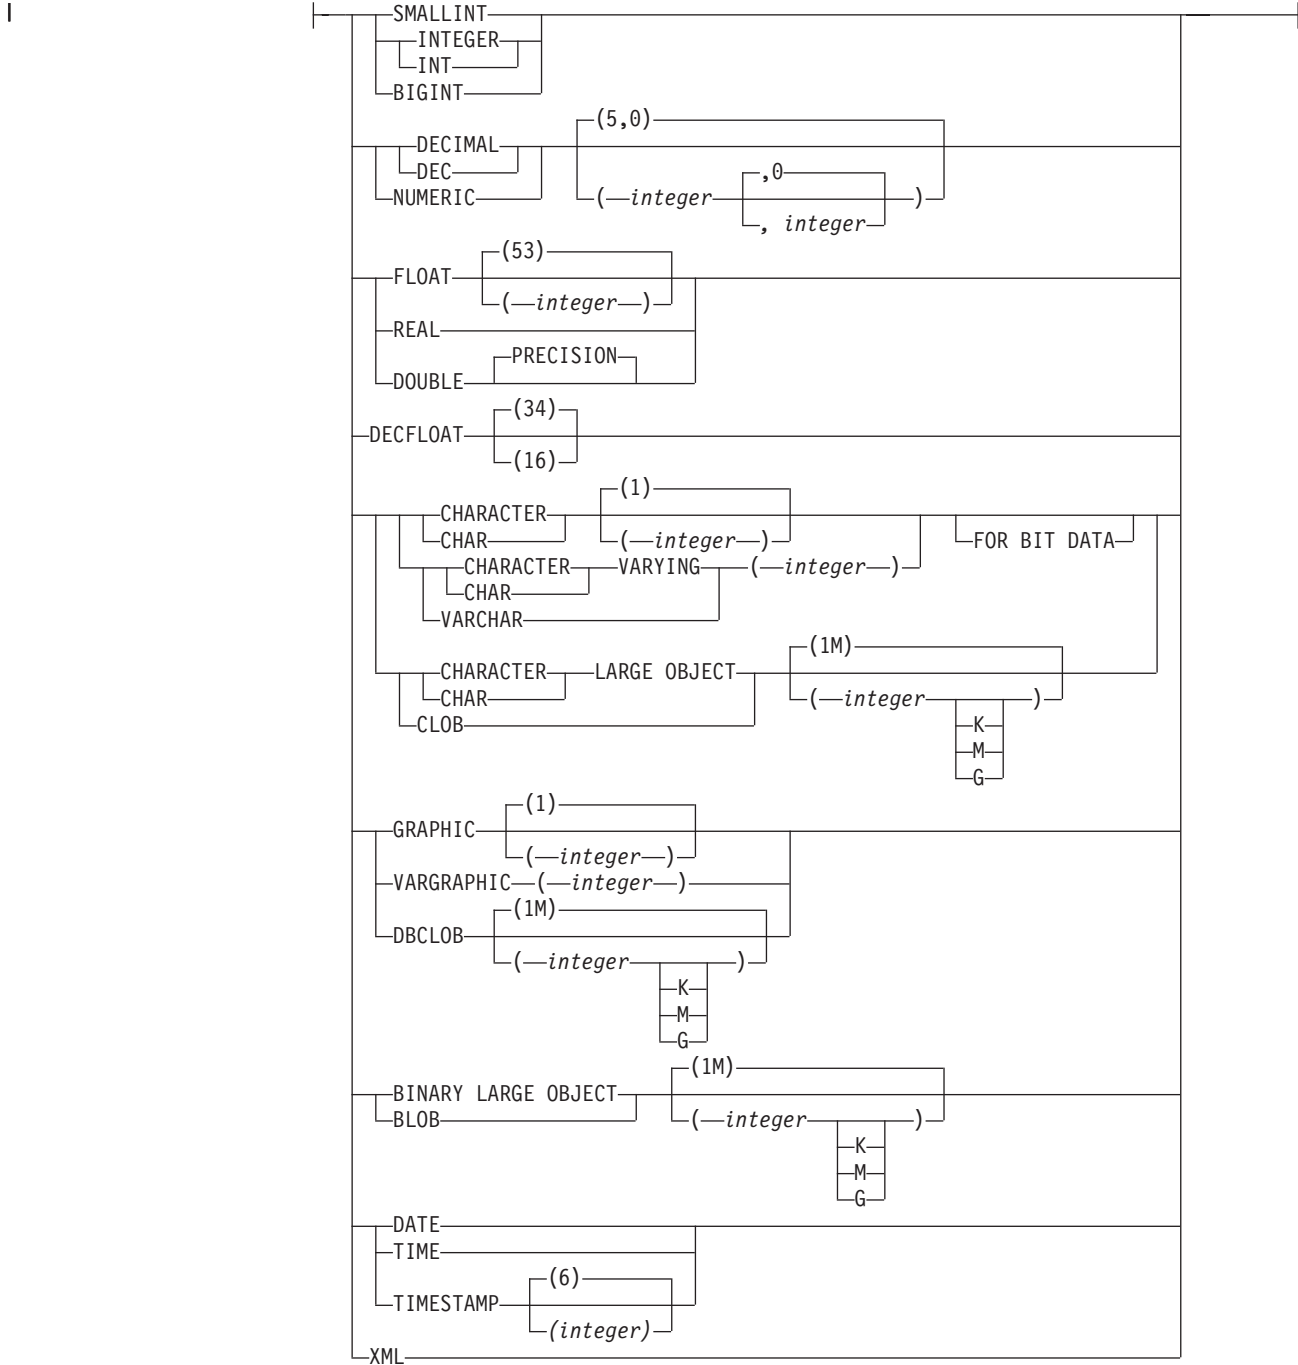 SMALLINT
INTEGER
INT
BIGINT
(5,0)
DECIMAL
DEC
,0
NUMERIC
( integer )
, integer
(53)
FLOAT
( integer )
REAL
PRECISION
DOUBLE
(34)
DECFLOAT
(16)
(1)
CHARACTER
CHAR
( integer )
FOR BIT DATA
CHARACTER VARYING ( integer )
CHAR
VARCHAR
(1M)
CHARACTER LARGE OBJECT
CHAR
( integer )
CLOB
K
M
G
(1)
GRAPHIC
( integer )
VARGRAPHIC ( integer )
(1M)
DBCLOB
( integer )
K
M
G
(1M)
BINARY LARGE OBJECT
BLOB
( integer )
K
M
G
DATE
TIME
(6)
TIMESTAMP
(integer)
XML